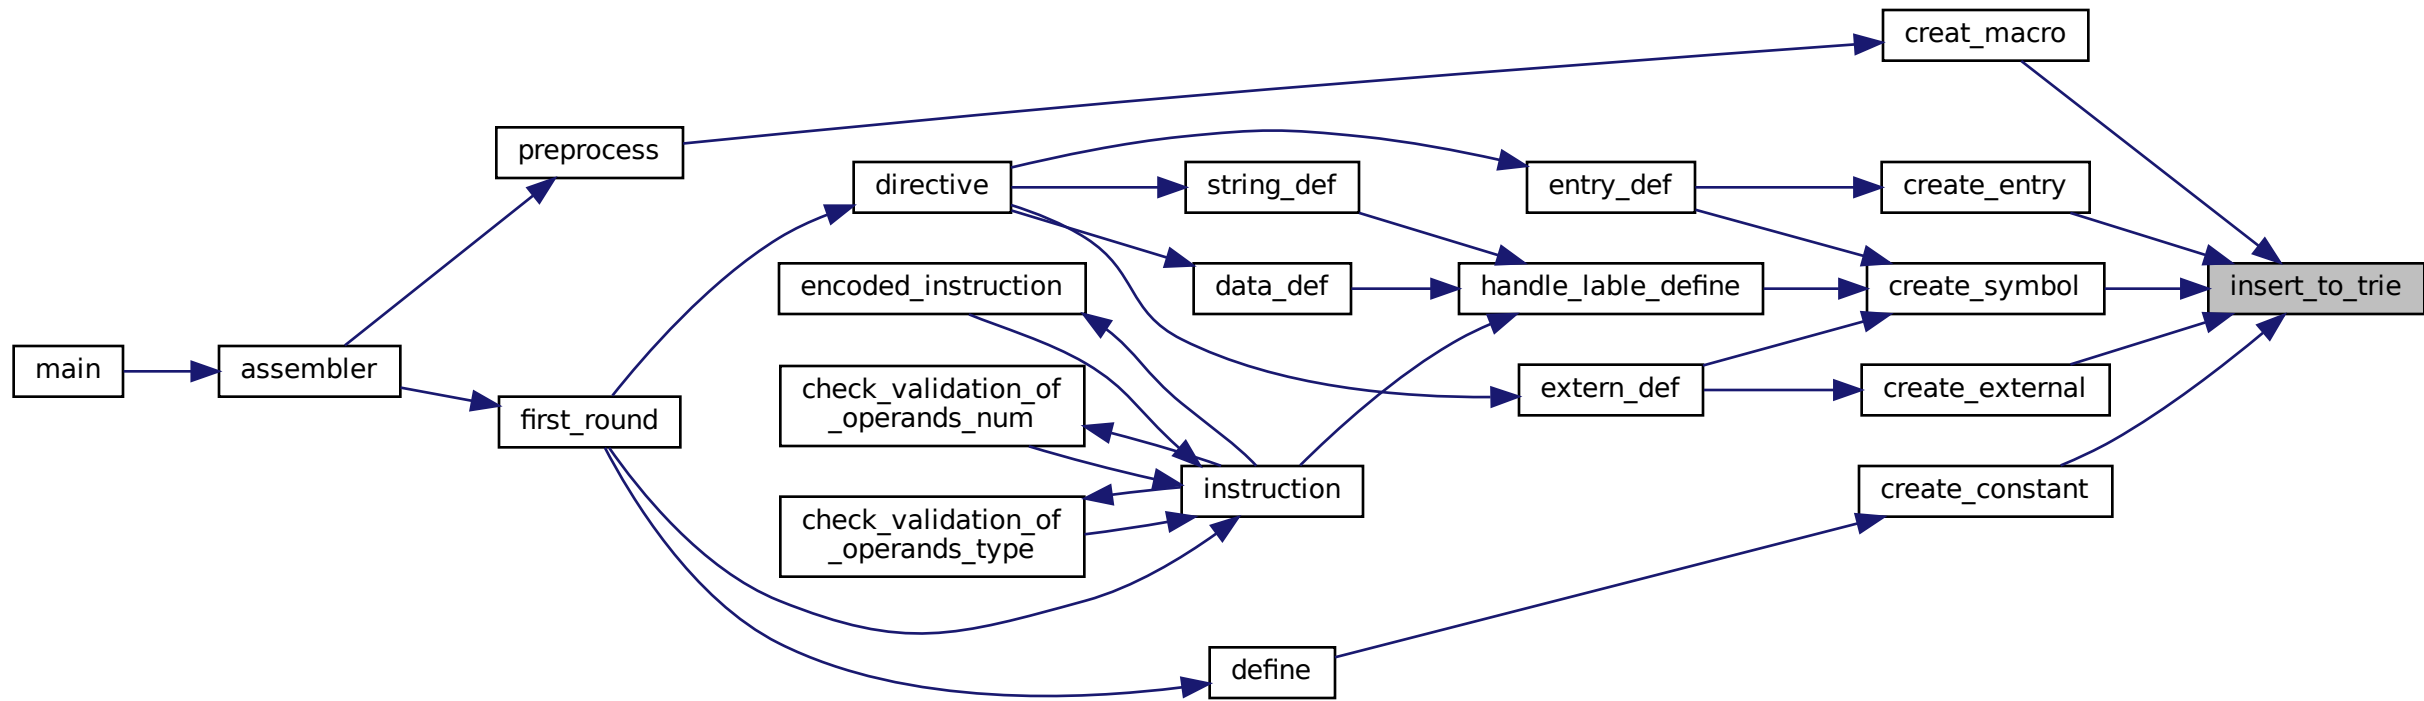 creat_macro
preprocess
directive
string_def
entry_def
create_entry
encoded_instruction
data_def
handle_lable_define
create_symbol
insert_to_trie
main
assembler
check_validation_of
_operands_num
extern_def
create_external
first_round
instruction
create_constant
check_validation_of
_operands_type
define